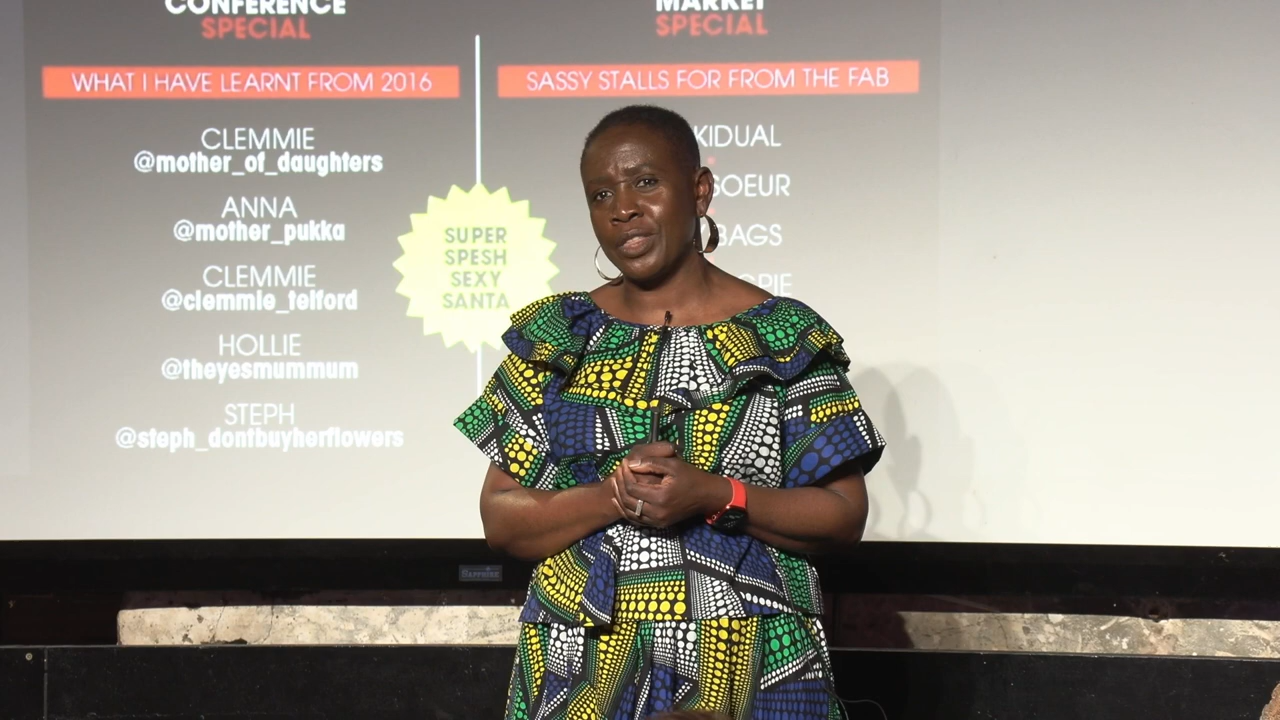 CONFERENCE
SPECIAL
WHAT I HAVE LEARNT FROM 2016
CLEMMIE
@mother_of_daughters
ANNA
@mother_pukka
CLEMMIE
@clemmie_telford
HOLLIE
@theyesmummum
STEPH
@steph_dontbuyherflowers
SUPER
SPESH
SEXY
SANTA
MARKET
SPECIAL
SASSY STALLS FOR FROM THE FAB
KIDUAL
SOEUR
BAGS
OPIE